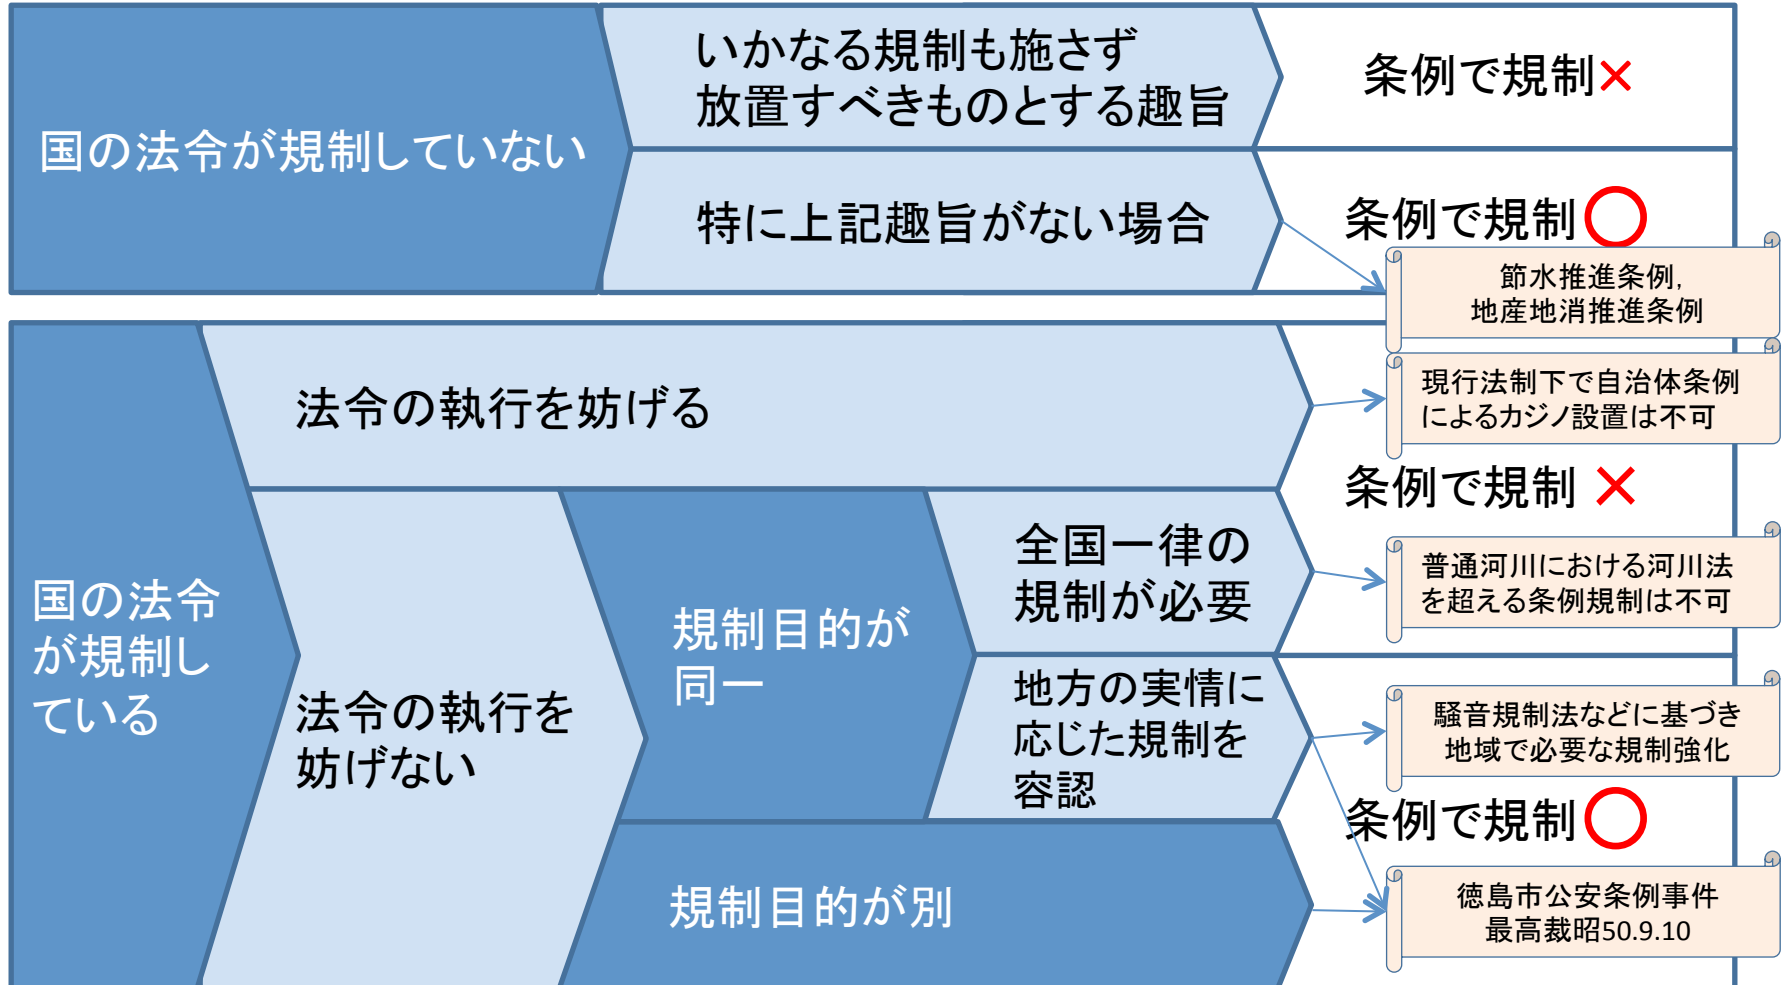 国の法令が規制していない
いかなる規制も施さず
放置すべきものとする趣旨
条例で規制×
特に上記趣旨がない場合
条例で規制○
節水推進条例,
地産地消推進条例
国の法令
が規制し
ている
法令の執行を妨げる
現行法制下で自治体条例
によるカジノ設置は不可
条例で規制 ×
法令の執行を
妨げない
規制目的が
同一
全国一律の
規制が必要
普通河川における河川法
を超える条例規制は不可
地方の実情に
応じた規制を
容認
騒音規制法などに基づき
地域で必要な規制強化
条例で規制○
規制目的が別
徳島市公安条例事件
最高裁昭50.9.10